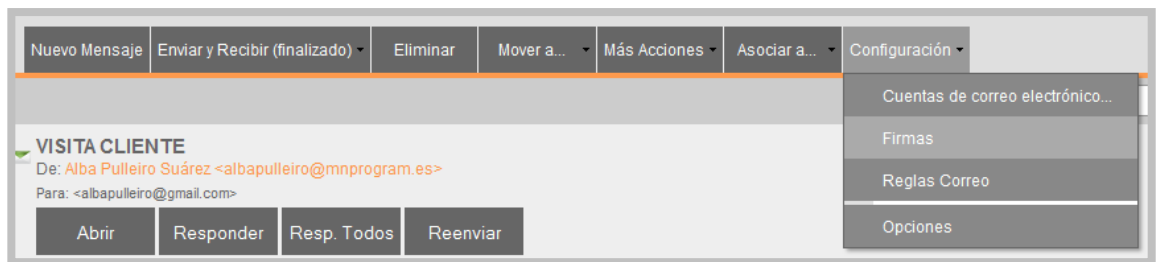 Nuevo Mensaje Enviar y Recibir (finalizado) Eliminar Mover a... Más Acciones Asociar a... Configuración
Cuentas de correo electrónico...
Firmas
Reglas Correo
Opciones
VISITA CLIENTE
De: Alba Pulleiro Suárez <albapulleiro@mnprogram.es>
Para: <albapulleiro@gmail.com>
Abrir Responder Resp. Todos Reenviar